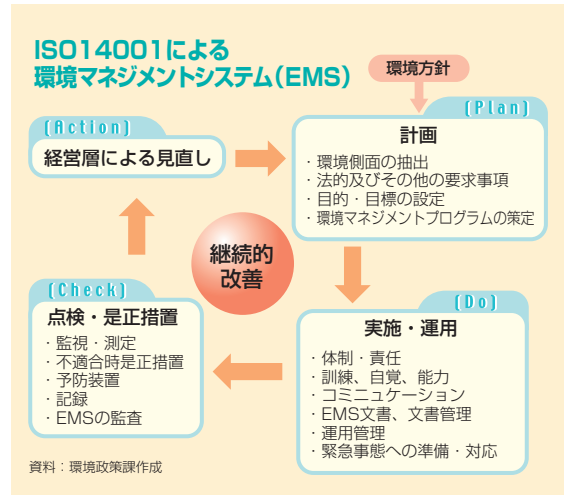 ISO14001による
環境マネジメントシステム(EMS)
環境方針
(Plan)
計画
・環境側面の抽出
・法的及びその他の要求事項
・目的・目標の設定
・環境マネジメントプログラムの策定
(Action)
経営層による見直し
継続的
改善
(Do)
実施・運用
・体制・責任
・訓練、自覚、能力
・コミニュケーション
・EMS文書、文書管理
・運用管理
・緊急事態への準備・対応
(Check)
点検・是正措置
・監視・測定
・不適合時是正措置
・予防装置
・記録
・EMSの監査
資料:環境政策課作成